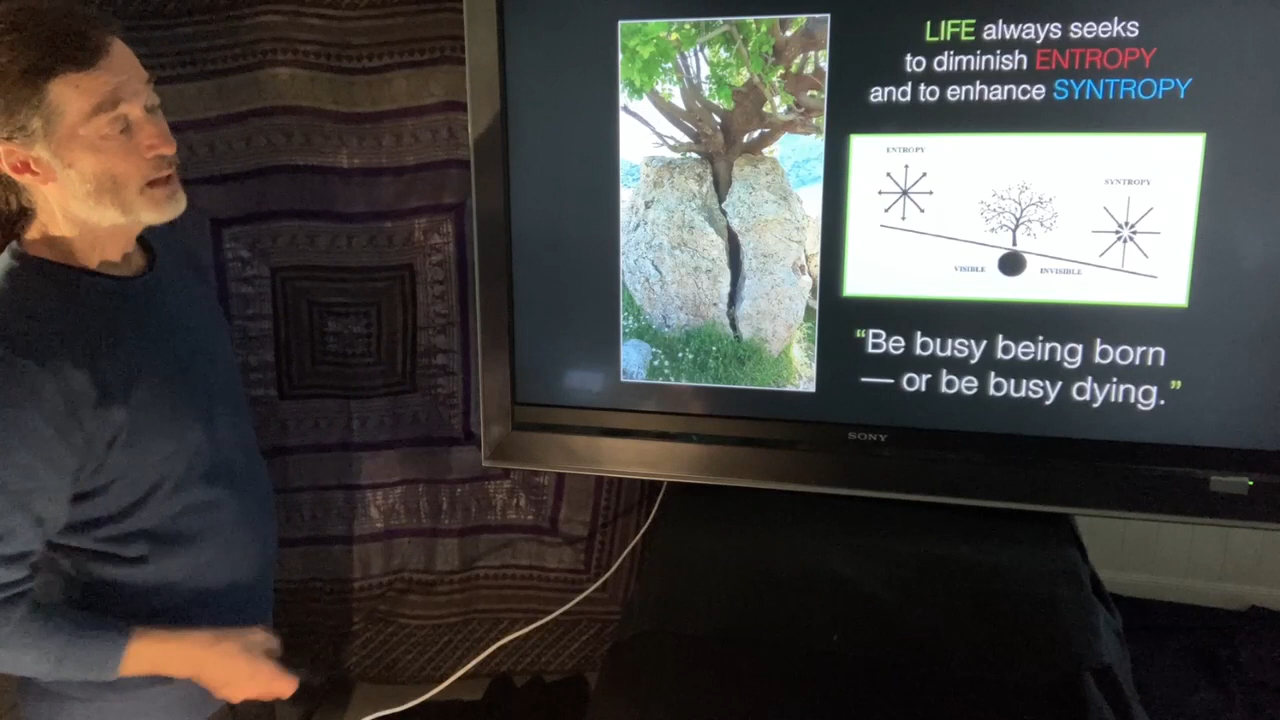 LIFE always seeks
to diminish ENTROPY
and to enhance SYNTROPY
ENTROPY
SYNTROPY
VISIBLE
INVISIBLE
“Be busy being born
— or be busy dying.”
SONY